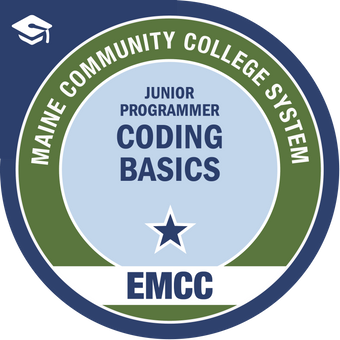 MAINE COMMUNITY COLLEGE SYSTEM
JUNIOR
PROGRAMMER
CODING
BASICS
EMCC